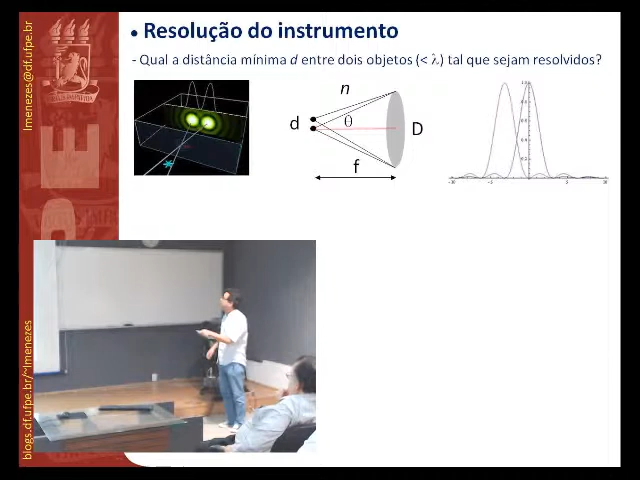 lmenezes@df.ufpe.br
• Resolução do instrumento
- Qual a distância mínima d entre dois objetos (< λ) tal que sejam resolvidos?
n
θ
d
D
f
blogs.df.ufpe.br/~lmenezes